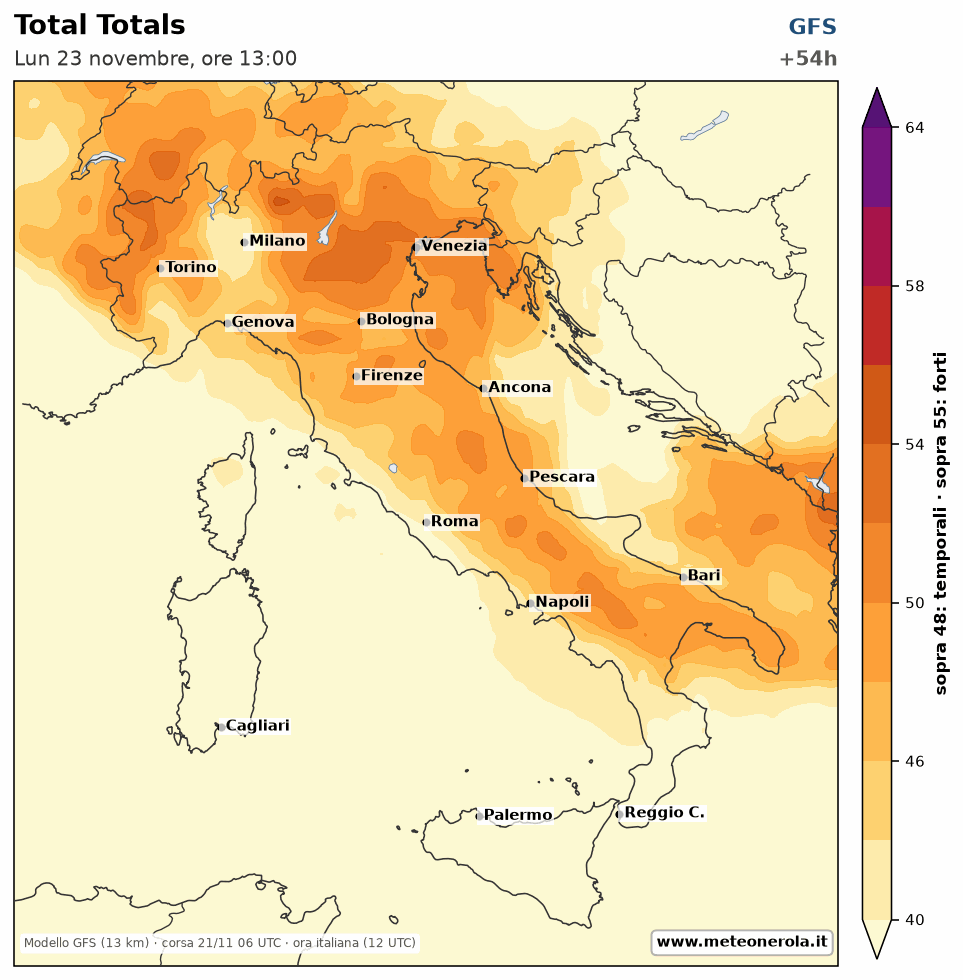 Total Totals
GFS
Lun 23 novembre, ore 13:00
+54h
Milano
Venezia
Torino
Genova
Bologna
Firenze
Ancona
Pescara
Roma
Bari
Napoli
Cagliari
Palermo
Reggio C.
64
58
54
50
46
40
sopra 48: temporali · sopra 55: forti
Modello GFS (13 km) · corsa 21/11 06 UTC · ora italiana (12 UTC)
www.meteonerola.it